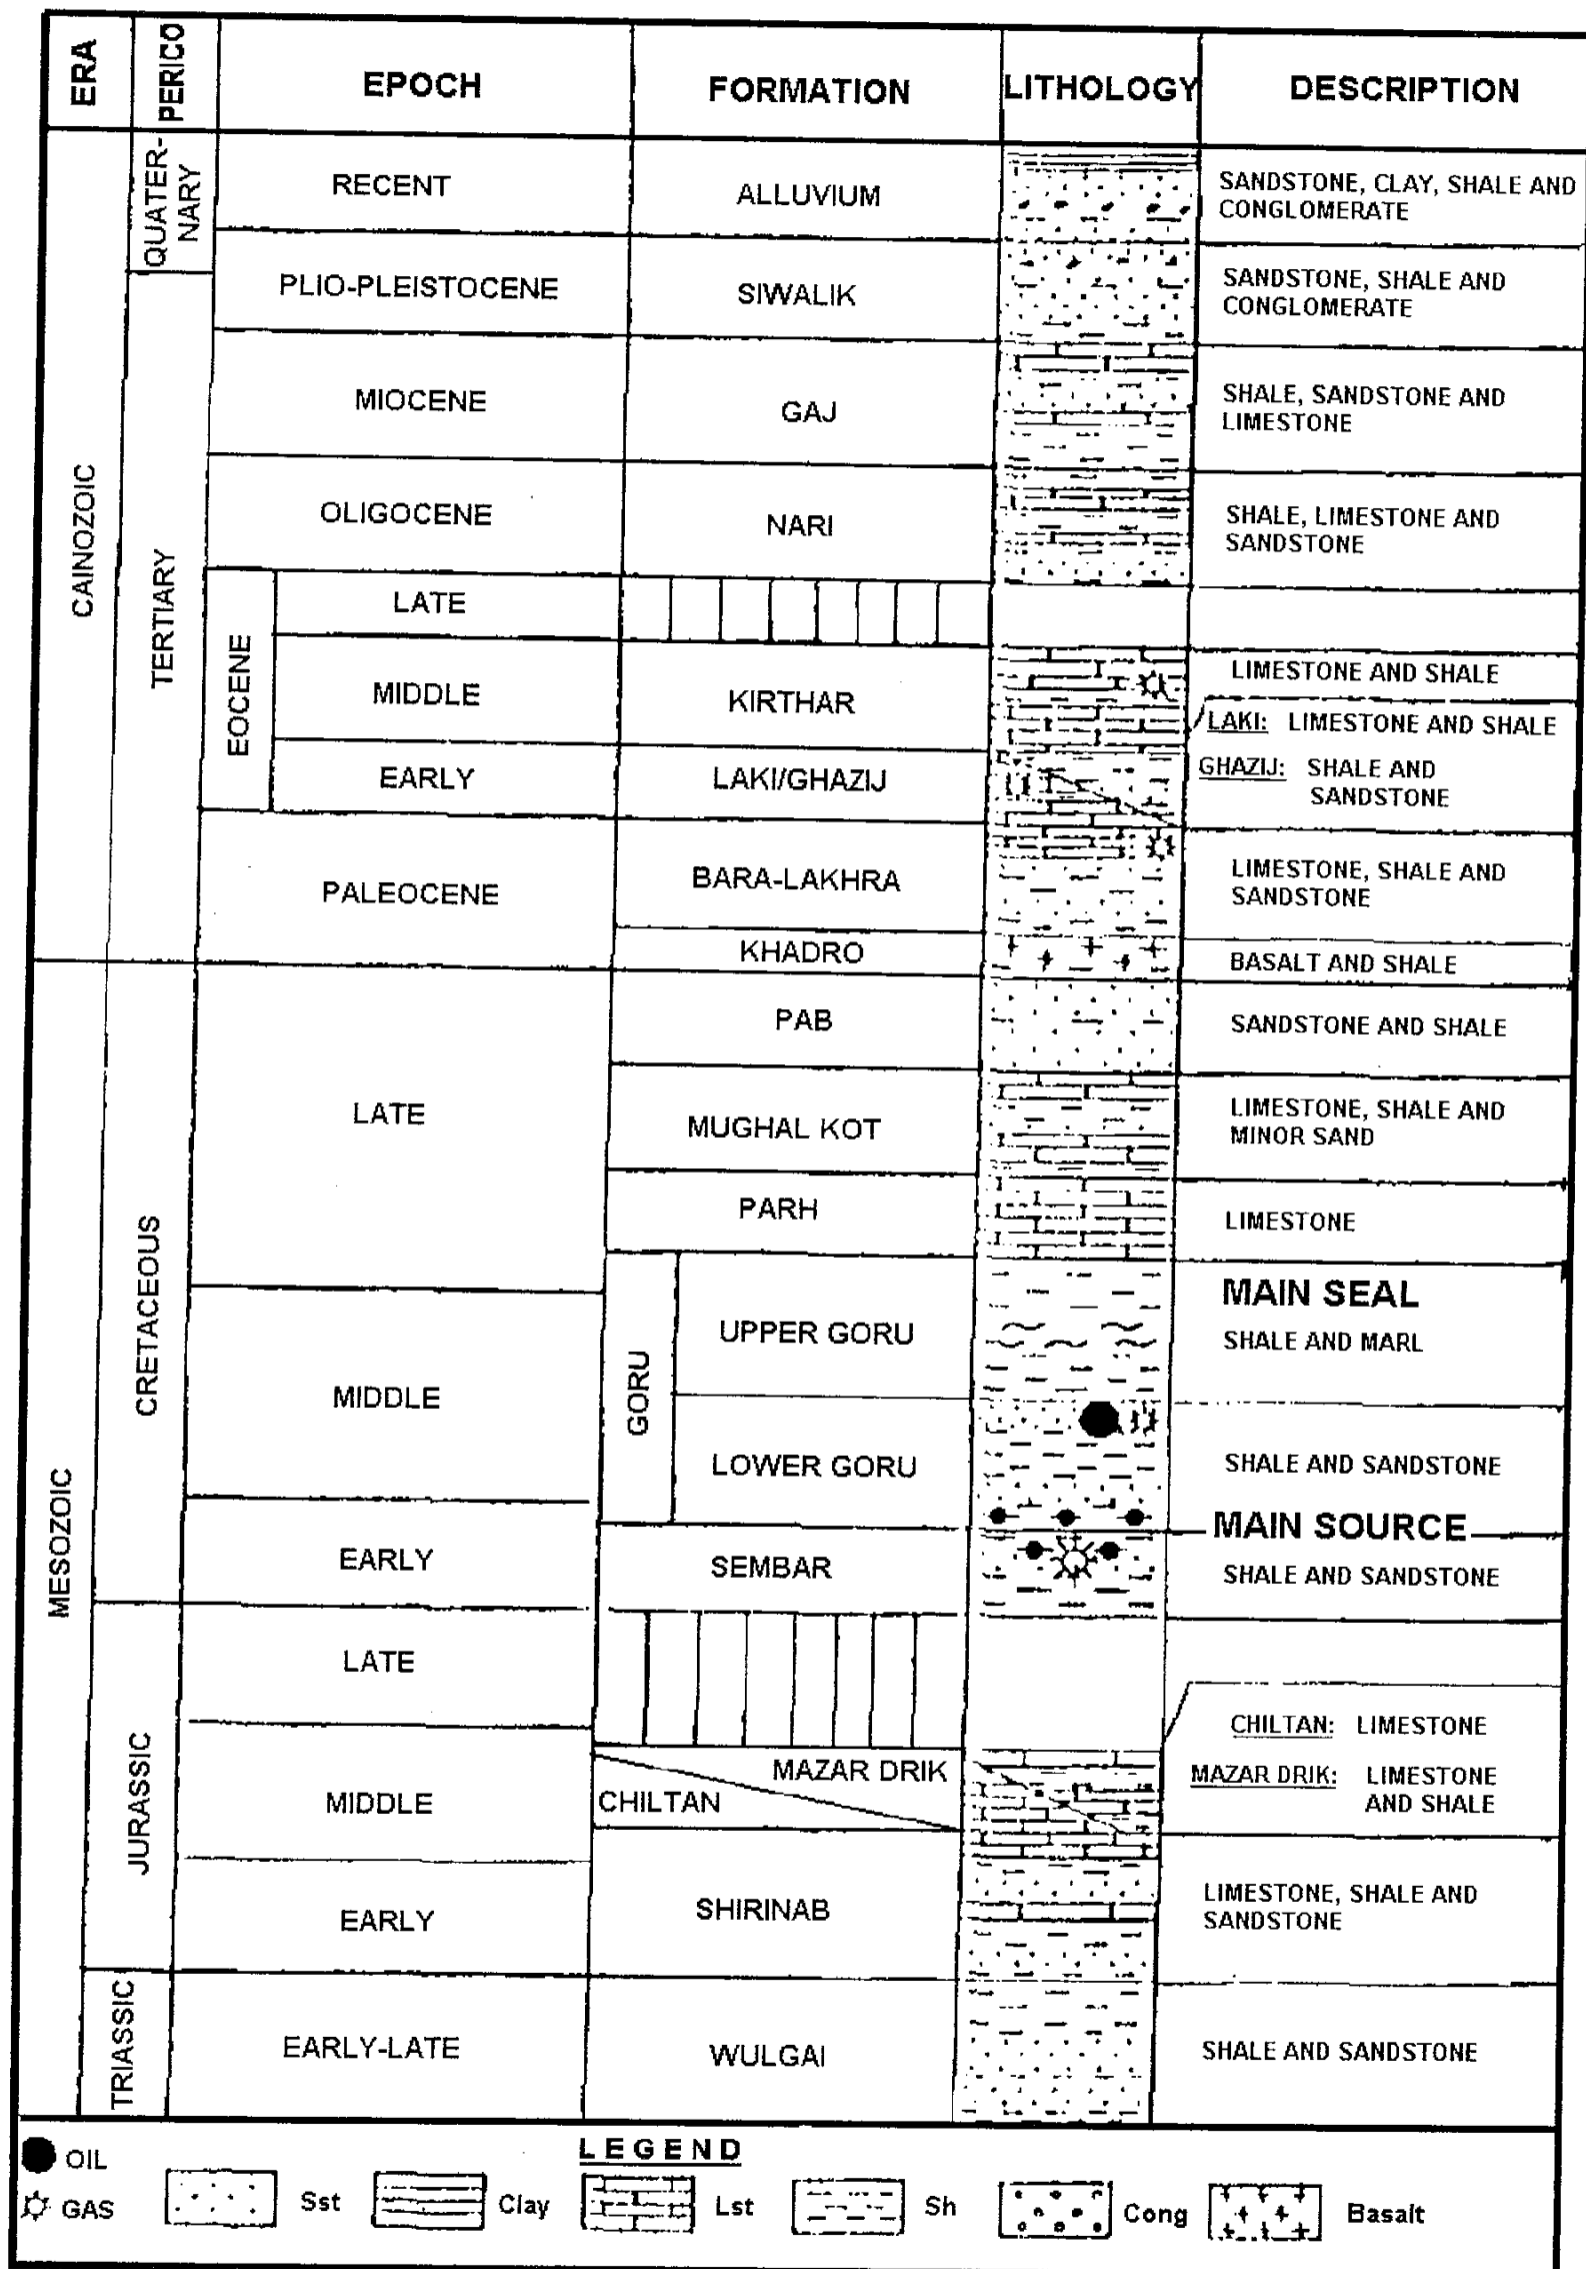 ERA
PERICO
EPOCH
FORMATION
LITHOLOGY
DESCRIPTION
CAINOZOIC
MESOZOIC
QUATER-
NARY
TERTIARY
CRETACEOUS
JURASSIC
TRIASSIC
RECENT
ALLUVIUM
SANDSTONE, CLAY, SHALE AND
CONGLOMERATE
PLIO-PLEISTOCENE
SIWALIK
SANDSTONE, SHALE AND
CONGLOMERATE
MIOCENE
GAJ
SHALE, SANDSTONE AND
LIMESTONE
OLIGOCENE
NARI
SHALE, LIMESTONE AND
SANDSTONE
EOCENE
LATE
MIDDLE
KIRTHAR
LIMESTONE AND SHALE
LAKI: LIMESTONE AND SHALE
EARLY
LAKI/GHAZIJ
GHAZIJ: SHALE AND
SANDSTONE
PALEOCENE
BARA-LAKHRA
LIMESTONE, SHALE AND
SANDSTONE
KHADRO
BASALT AND SHALE
LATE
PAB
SANDSTONE AND SHALE
MUGHAL KOT
LIMESTONE, SHALE AND
MINOR SAND
PARH
LIMESTONE
GORU
MIDDLE
UPPER GORU
MAIN SEAL
SHALE AND MARL
LOWER GORU
SHALE AND SANDSTONE
MAIN SOURCE
EARLY
SEMBAR
SHALE AND SANDSTONE
LATE
MIDDLE
MAZAR DRIK
CHILTAN
CHILTAN: LIMESTONE
MAZAR DRIK: LIMESTONE
AND SHALE
EARLY
SHIRINAB
LIMESTONE, SHALE AND
SANDSTONE
EARLY-LATE
WULGAI
SHALE AND SANDSTONE
LEGEND
OIL
GAS
Sst
Clay
Lst
Sh
Cong
Basalt